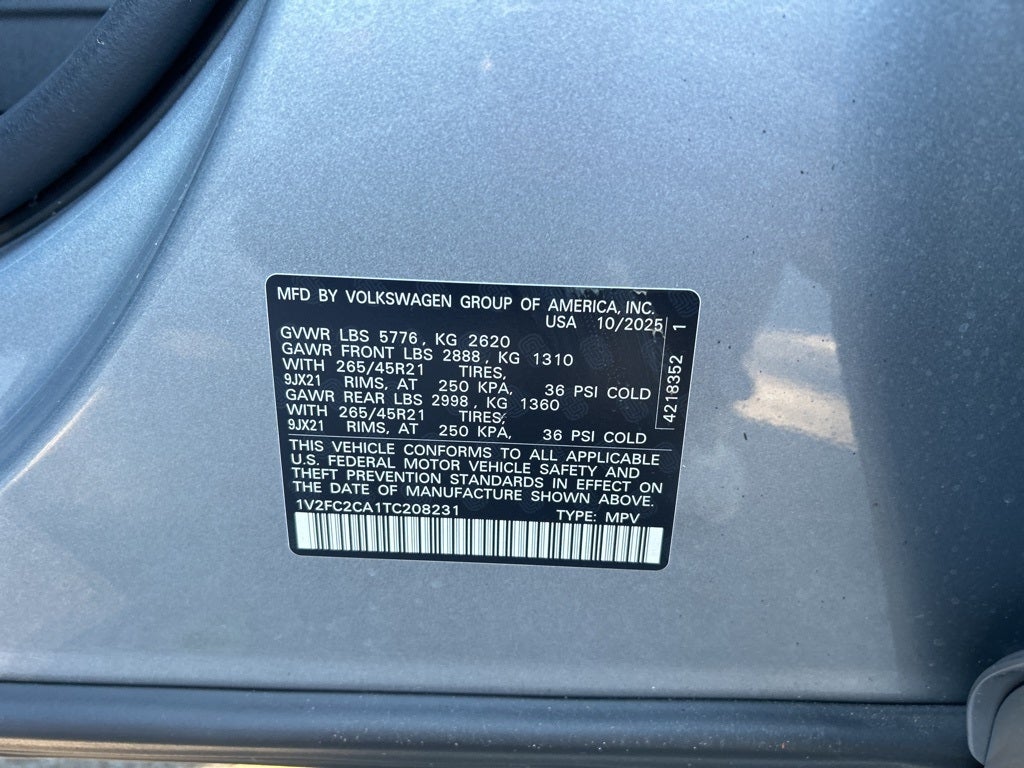 MFD BY VOLKSWAGEN GROUP OF AMERICA, INC.
USA 10/2025
GVWR LBS 5776, KG 2620
GAWR FRONT LBS 2888, KG 1310
WITH 265/45R21 TIRES,
9JX21 RIMS, AT 250 KPA, 36 PSI COLD
GAWR REAR LBS 2998, KG 1360
WITH 265/45R21 TIRES,
9JX21 RIMS, AT 250 KPA, 36 PSI COLD
THIS VEHICLE CONFORMS TO ALL APPLICABLE
U.S. FEDERAL MOTOR VEHICLE SAFETY AND
THEFT PREVENTION STANDARDS IN EFFECT ON
THE DATE OF MANUFACTURE SHOWN ABOVE.
1V2FC2CA1TC208231 TYPE: MPV
4218352 1